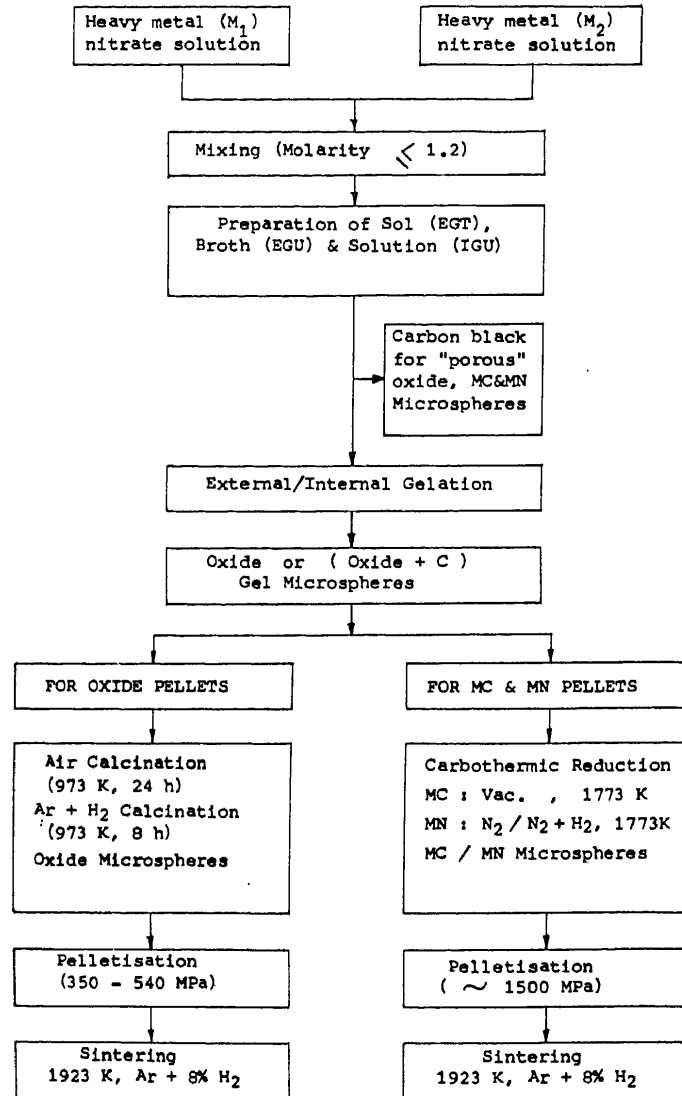 Heavy metal (M1)
nitrate solution
Heavy metal (M2)
nitrate solution
Mixing (Molarity ≤ 1.2)
Preparation of Sol (EGT),
Broth (EGU) & Solution (IGU)
Carbon black
for "porous"
oxide, MC&MN
Microspheres
External/Internal Gelation
Oxide or ( Oxide + C )
Gel Microspheres
FOR OXIDE PELLETS
FOR MC & MN PELLETS
Air Calcination
(973 K, 24 h)
Ar + H2 Calcination
(973 K, 8 h)
Oxide Microspheres
Carbothermic Reduction
MC : Vac. , 1773 K
MN : N2 / N2 + H2, 1773K
MC / MN Microspheres
Pelletisation
(350 - 540 MPa)
Pelletisation
( ~ 1500 MPa)
Sintering
1923 K, Ar + 8% H2
Sintering
1923 K, Ar + 8% H2